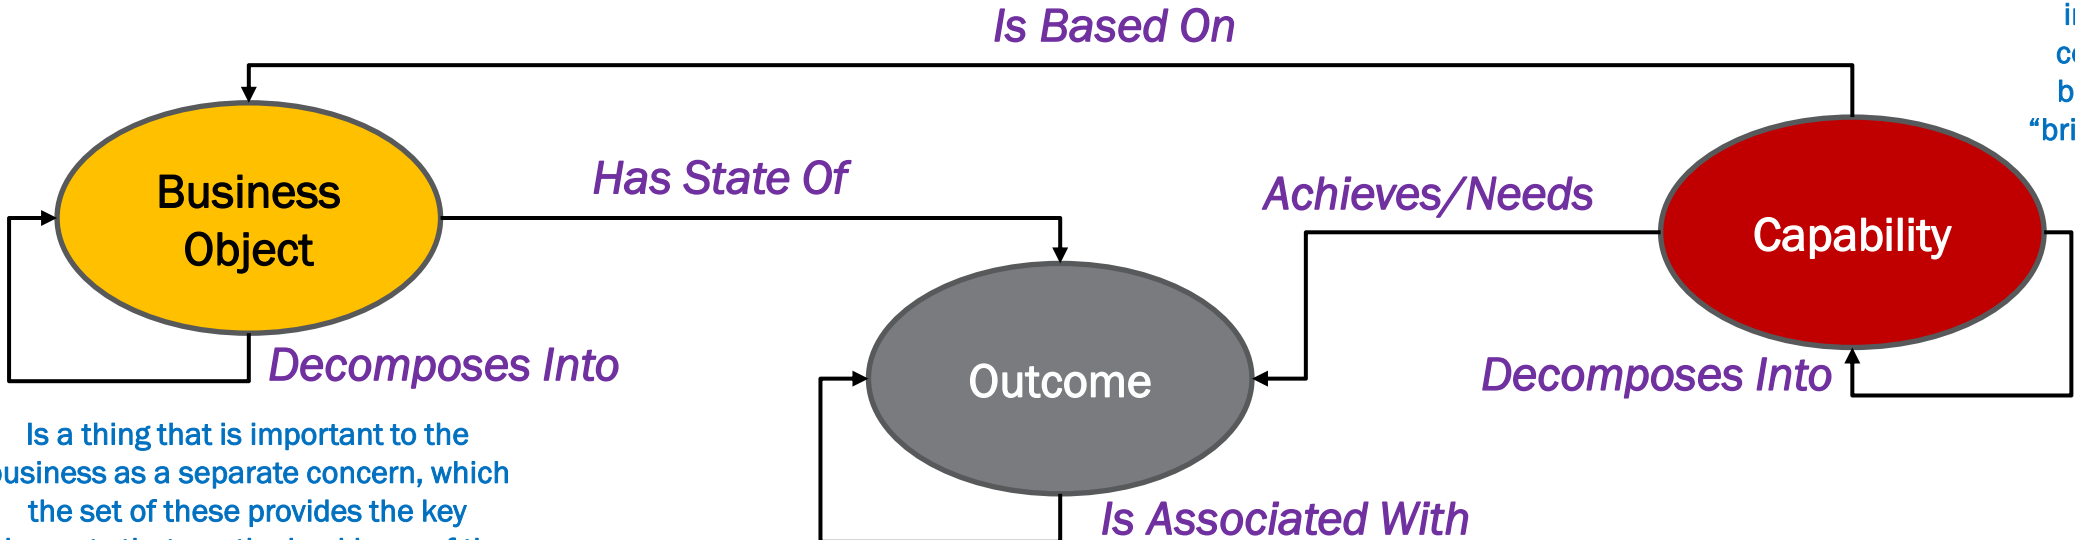 Is Based On
“bri
Has State Of
Achieves/Needs
Business
Object
Capability
Decomposes Into
Decomposes Into
Outcome
Is a thing that is important to the
business as a separate concern, which
the set of these provides the key
Is Associated With